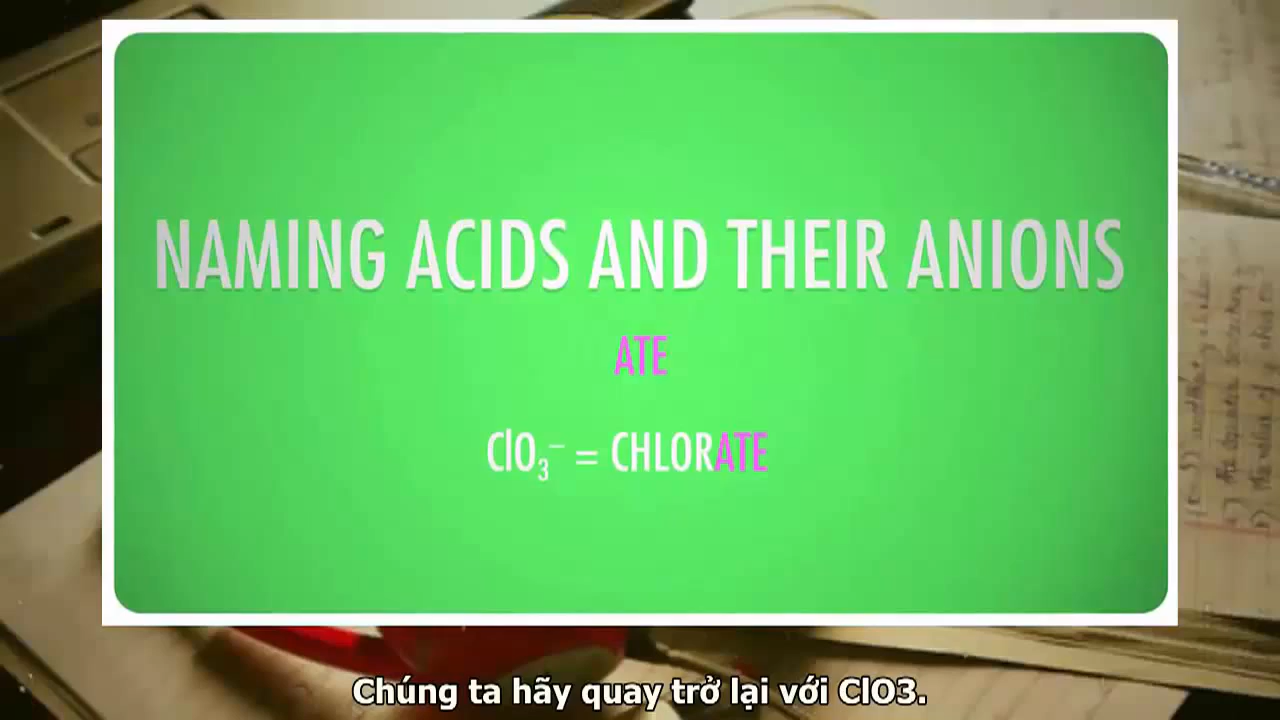 NAMING ACIDS AND THEIR ANIONS
ATE
ClO₃⁻ = CHLORATE
Chúng ta hãy quay trở lại với ClO3.